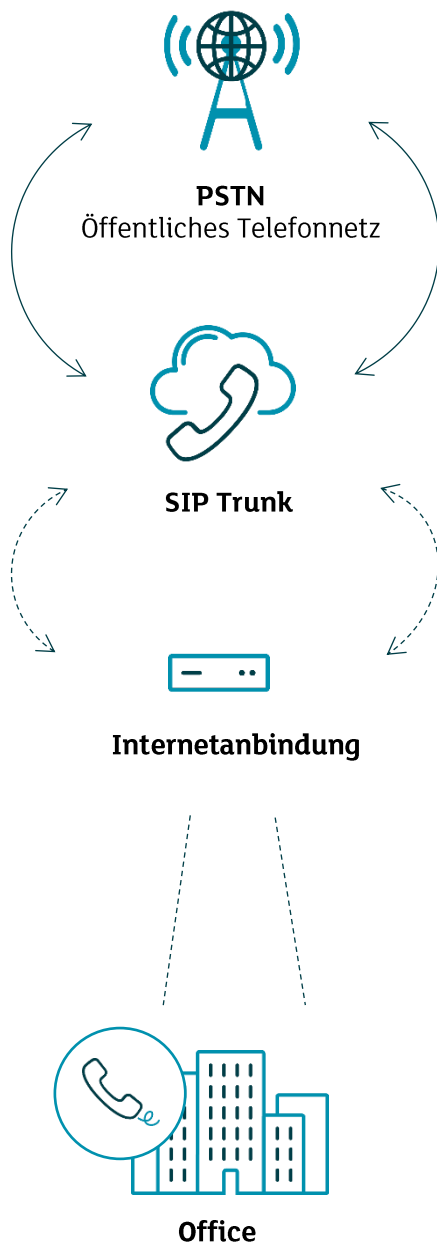 PSTN
Öffentliches Telefonnetz
SIP Trunk
Internetanbindung
Office